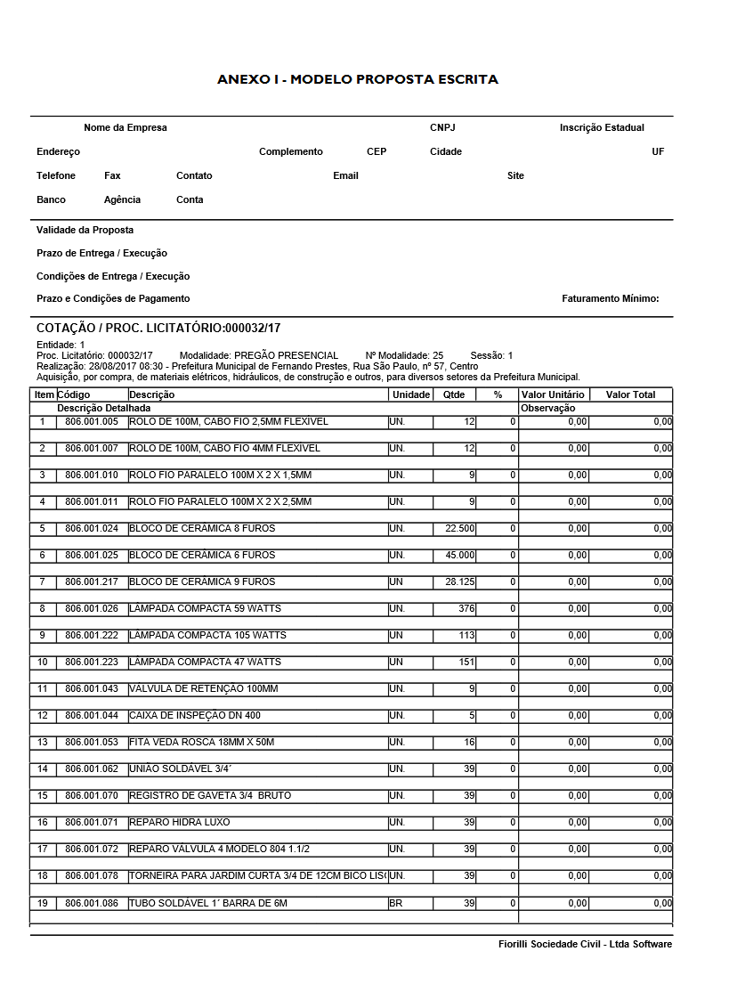 ANEXO I - MODELO PROPOSTA ESCRITA
Nome da Empresa CNPJ Inscrição Estadual
Endereço Complemento CEP Cidade UF
Telefone Fax Contato Email Site
Banco Agência Conta
Validade da Proposta
Prazo de Entrega / Execução
Condições de Entrega / Execução
Prazo e Condições de Pagamento Faturamento Mínimo:
COTAÇÃO / PROC. LICITATÓRIO:000032/17
Entidade: 1
Proc. Licitatório: 000032/17 Modalidade: PREGÃO PRESENCIAL Nº Modalidade: 25 Sessão: 1
Realização: 28/08/2017 08:30 - Prefeitura Municipal de Fernando Prestes, Rua São Paulo, nº 57, Centro
Aquisição, por compra, de materiais elétricos, hidráulicos, de construção e outros, para diversos setores da Prefeitura Municipal.
Item Código Descrição Unidade Qtde % Valor Unitário Valor Total
Descrição Detalhada Observação
1 806.001.005 ROLO DE 100M, CABO FIO 2,5MM FLEXÍVEL UN. 12 0 0,00 0,00
2 806.001.007 ROLO DE 100M, CABO FIO 4MM FLEXÍVEL UN. 12 0 0,00 0,00
3 806.001.010 ROLO FIO PARALELO 100M X 2 X 1,5MM UN. 9 0 0,00 0,00
4 806.001.011 ROLO FIO PARALELO 100M X 2 X 2,5MM UN. 9 0 0,00 0,00
5 806.001.024 BLOCO DE CERÂMICA 8 FUROS UN. 22.500 0 0,00 0,00
6 806.001.025 BLOCO DE CERÂMICA 6 FUROS UN. 45.000 0 0,00 0,00
7 806.001.217 BLOCO DE CERÂMICA 9 FUROS UN 28.125 0 0,00 0,00
8 806.001.026 LÂMPADA COMPACTA 59 WATTS UN. 376 0 0,00 0,00
9 806.001.222 LÂMPADA COMPACTA 105 WATTS UN 113 0 0,00 0,00
10 806.001.223 LÂMPADA COMPACTA 47 WATTS UN 151 0 0,00 0,00
11 806.001.043 VÁLVULA DE RETENÇÃO 100MM UN. 9 0 0,00 0,00
12 806.001.044 CAIXA DE INSPEÇÃO DN 400 UN. 5 0 0,00 0,00
13 806.001.053 FITA VEDA ROSCA 18MM X 50M UN. 16 0 0,00 0,00
14 806.001.062 UNIÃO SOLDÁVEL 3/4´ UN. 39 0 0,00 0,00
15 806.001.070 REGISTRO DE GAVETA 3/4 BRUTO UN. 39 0 0,00 0,00
16 806.001.071 REPARO HIDRA LUXO UN. 39 0 0,00 0,00
17 806.001.072 REPARO VÁLVULA 4 MODELO 804 1.1/2 UN. 39 0 0,00 0,00
18 806.001.078 TORNEIRA PARA JARDIM CURTA 3/4 DE 12CM BICO LIS UN. 39 0 0,00 0,00
19 806.001.086 TUBO SOLDÁVEL 1´ BARRA DE 6M BR 39 0 0,00 0,00
Fiorilli Sociedade Civil - Ltda Software